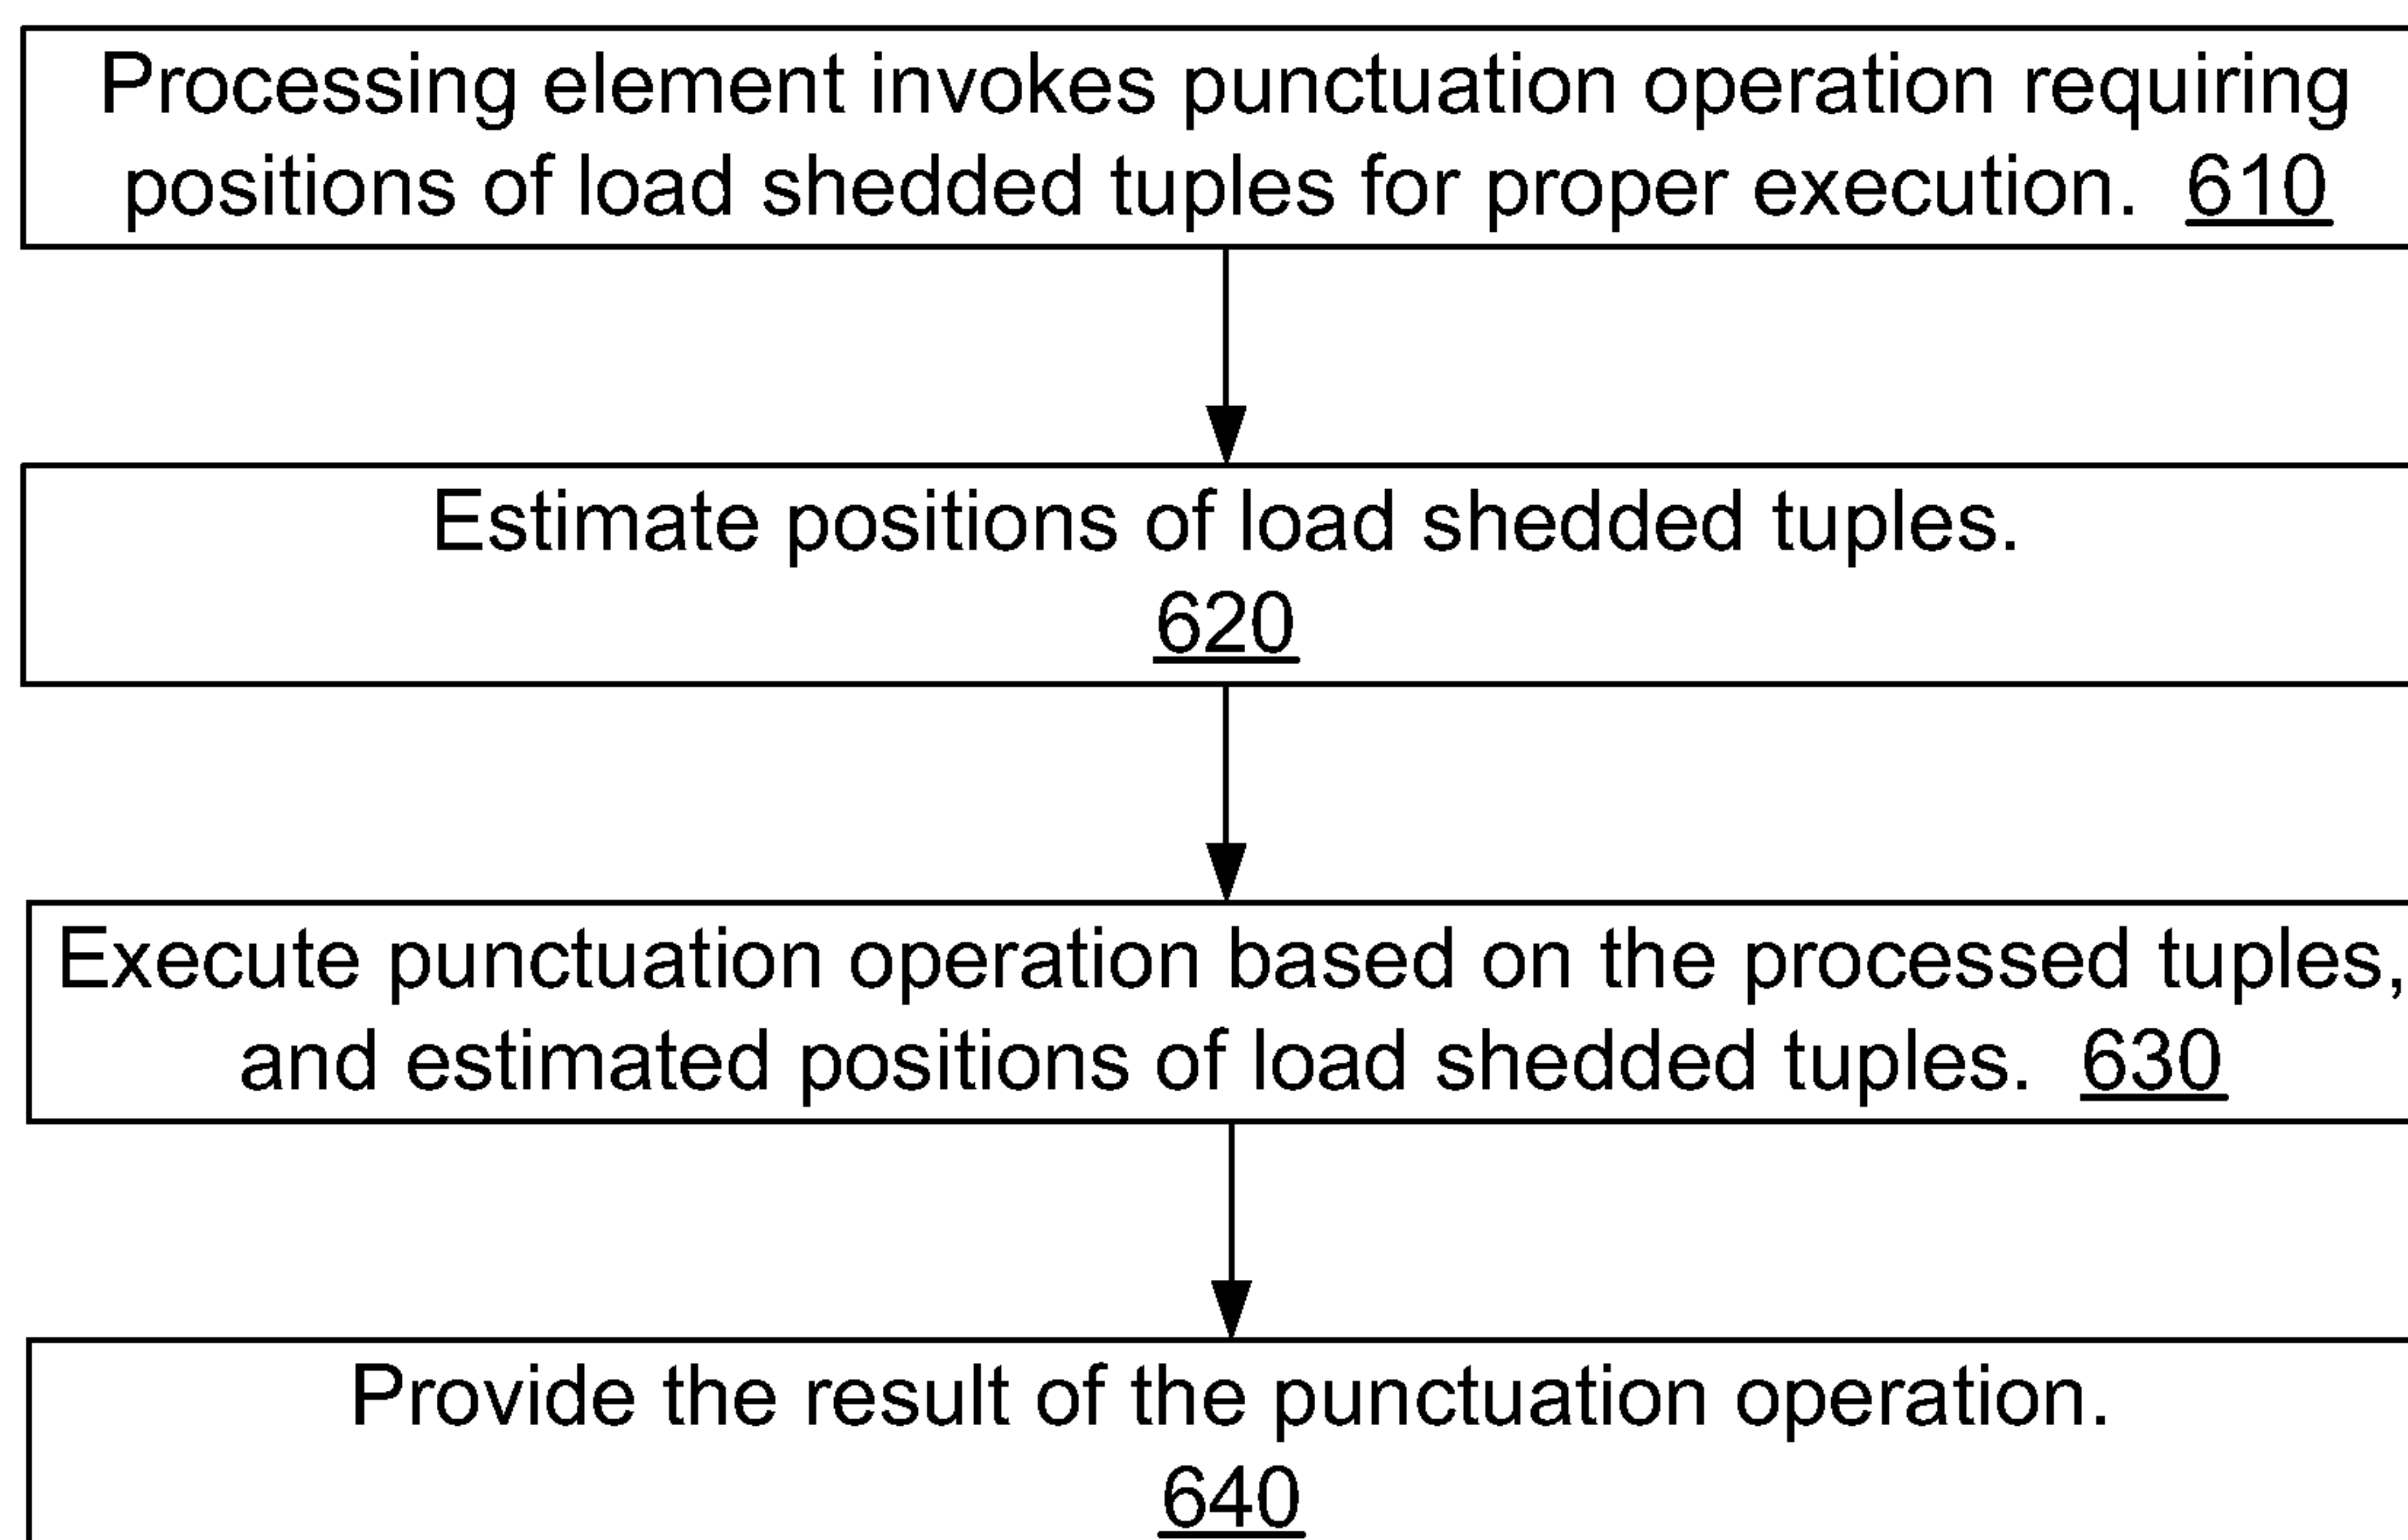 Processing element invokes punctuation operation requiring
positions of load shedded tuples for proper execution. 610
Estimate positions of load shedded tuples.
620
Execute punctuation operation based on the processed tuples,
and estimated positions of load shedded tuples. 630
Provide the result of the punctuation operation.
640